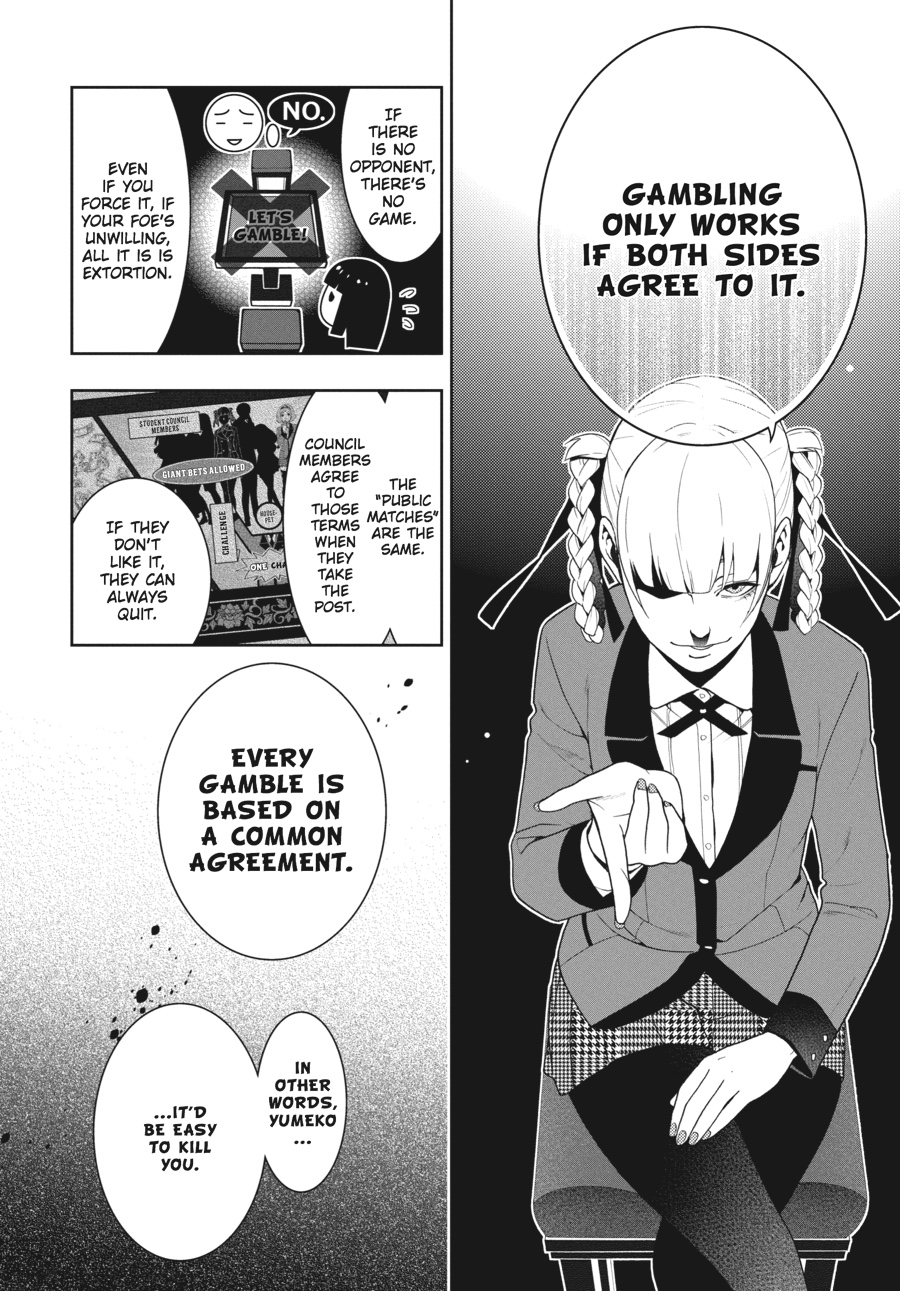 GAMBLING
ONLY WORKS
IF BOTH SIDES
AGREE TO IT.
IF
THERE
IS NO
OPPONENT,
THERE'S
NO
GAME.
NO.
LET'S
GAMBLE!
EVEN
IF YOU
FORCE IT, IF
YOUR FOE'S
UNWILLING,
ALL IT IS IS
EXTORTION.
THE
"PUBLIC
MATCHES"
ARE THE
SAME.
COUNCIL
MEMBERS
AGREE
TO
THOSE
TERMS
WHEN
THEY
TAKE
THE
POST.
STUDENT COUNCIL
MEMBERS
GIANT BETS ALLOWED
CHALLENGE
HOUSE-
PET
ONE CHA
IF THEY
DON'T
LIKE IT,
THEY CAN
ALWAYS
QUIT.
EVERY
GAMBLE IS
BASED ON
A COMMON
AGREEMENT.
IN
OTHER
WORDS,
YUMEKO
...
...IT'D
BE EASY
TO KILL
YOU.